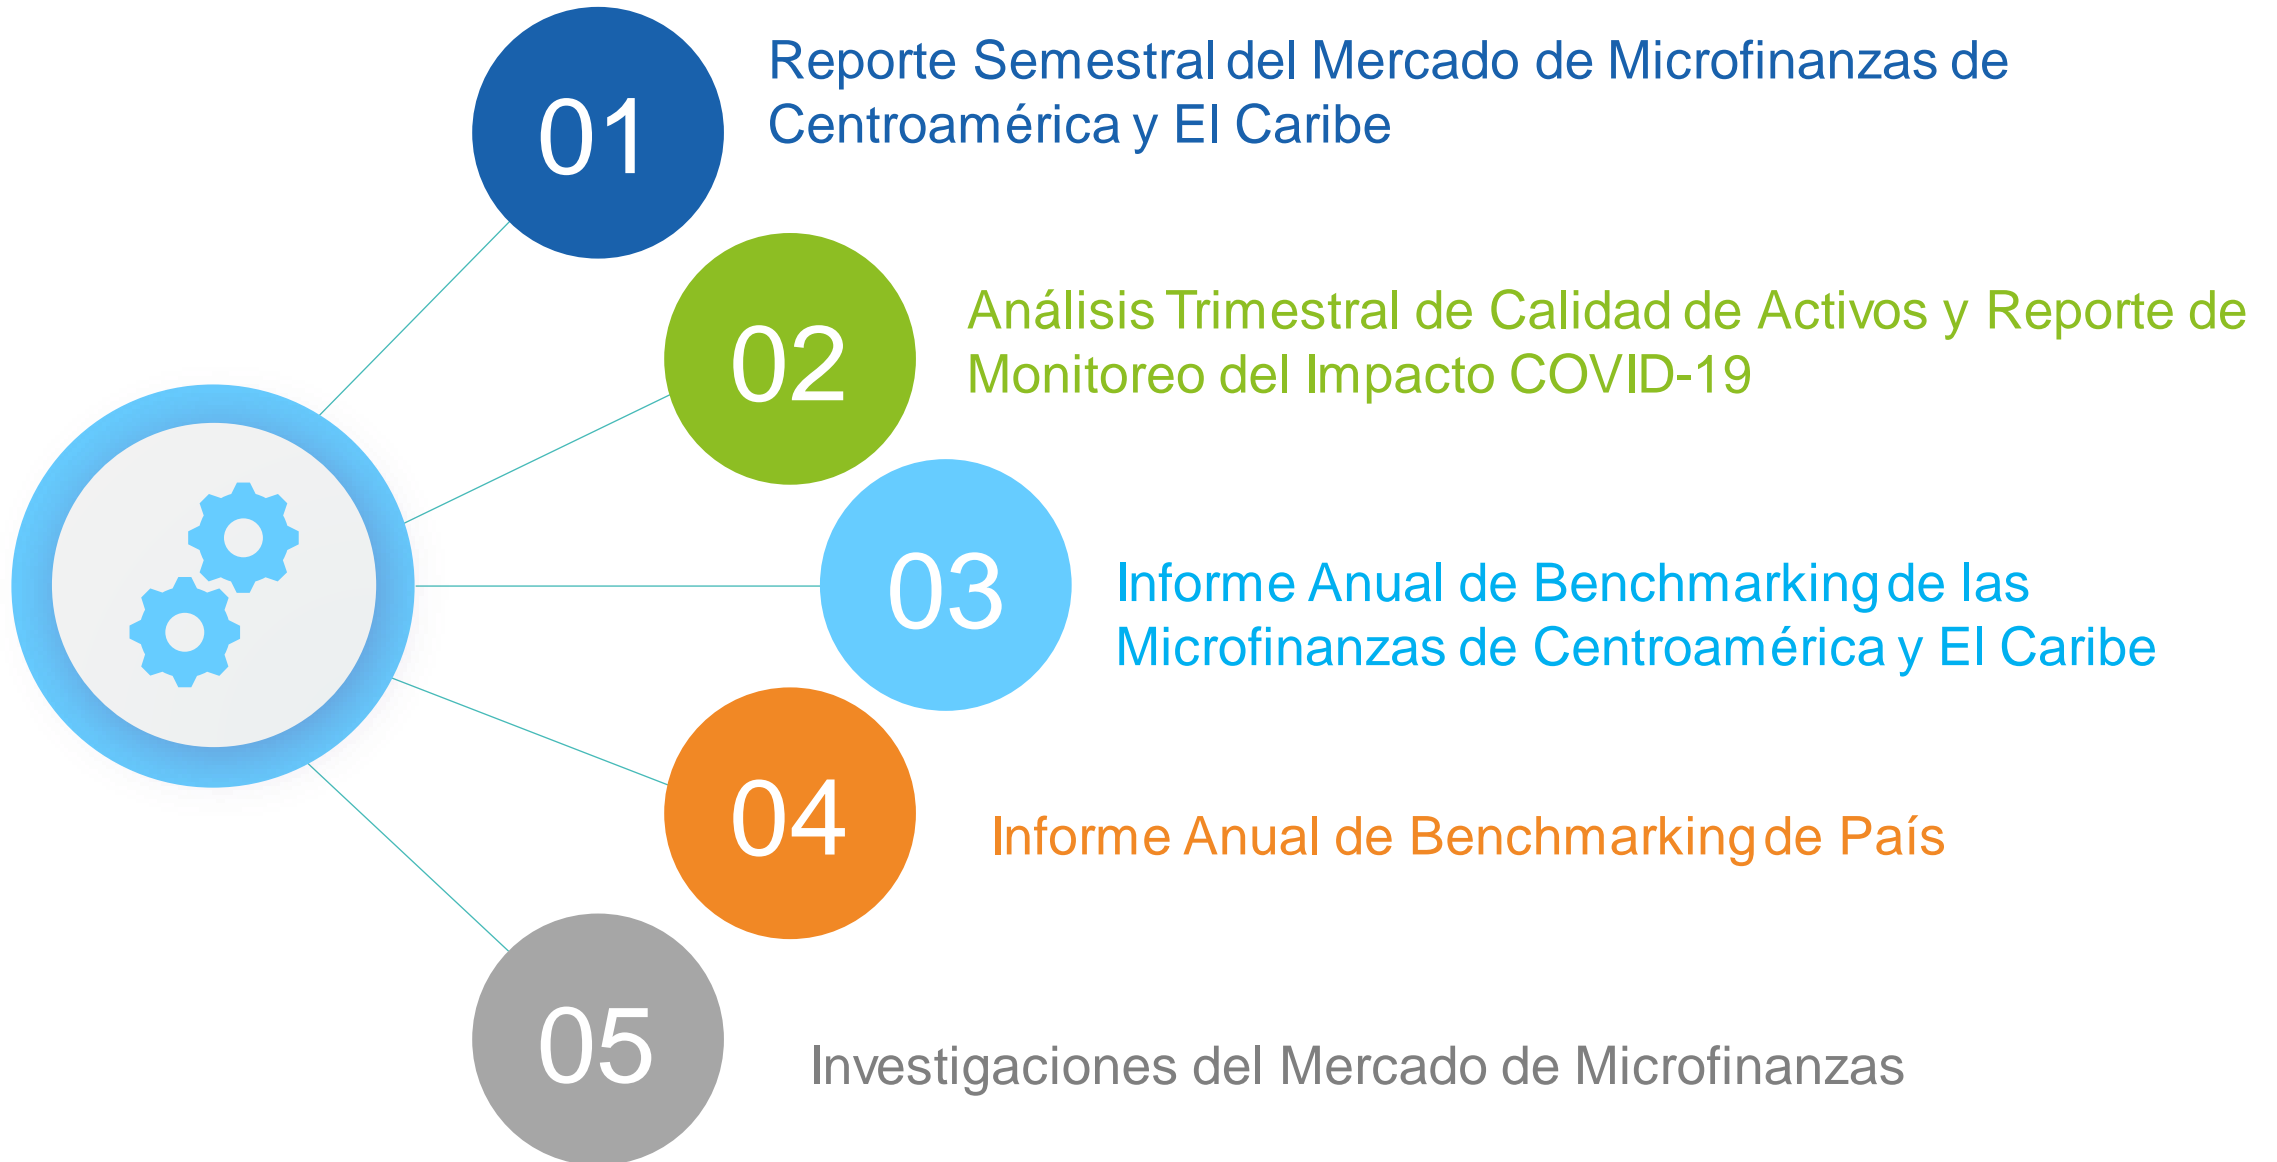 01
Reporte Semestral del Mercado de Microfinanzas de
Centroamérica y El Caribe
02
Análisis Trimestral de Calidad de Activos y Reporte de
Monitoreo del Impacto COVID-19
03
Informe Anual de Benchmarking de las
Microfinanzas de Centroamérica y El Caribe
04
Informe Anual de Benchmarking de País
05
Investigaciones del Mercado de Microfinanzas